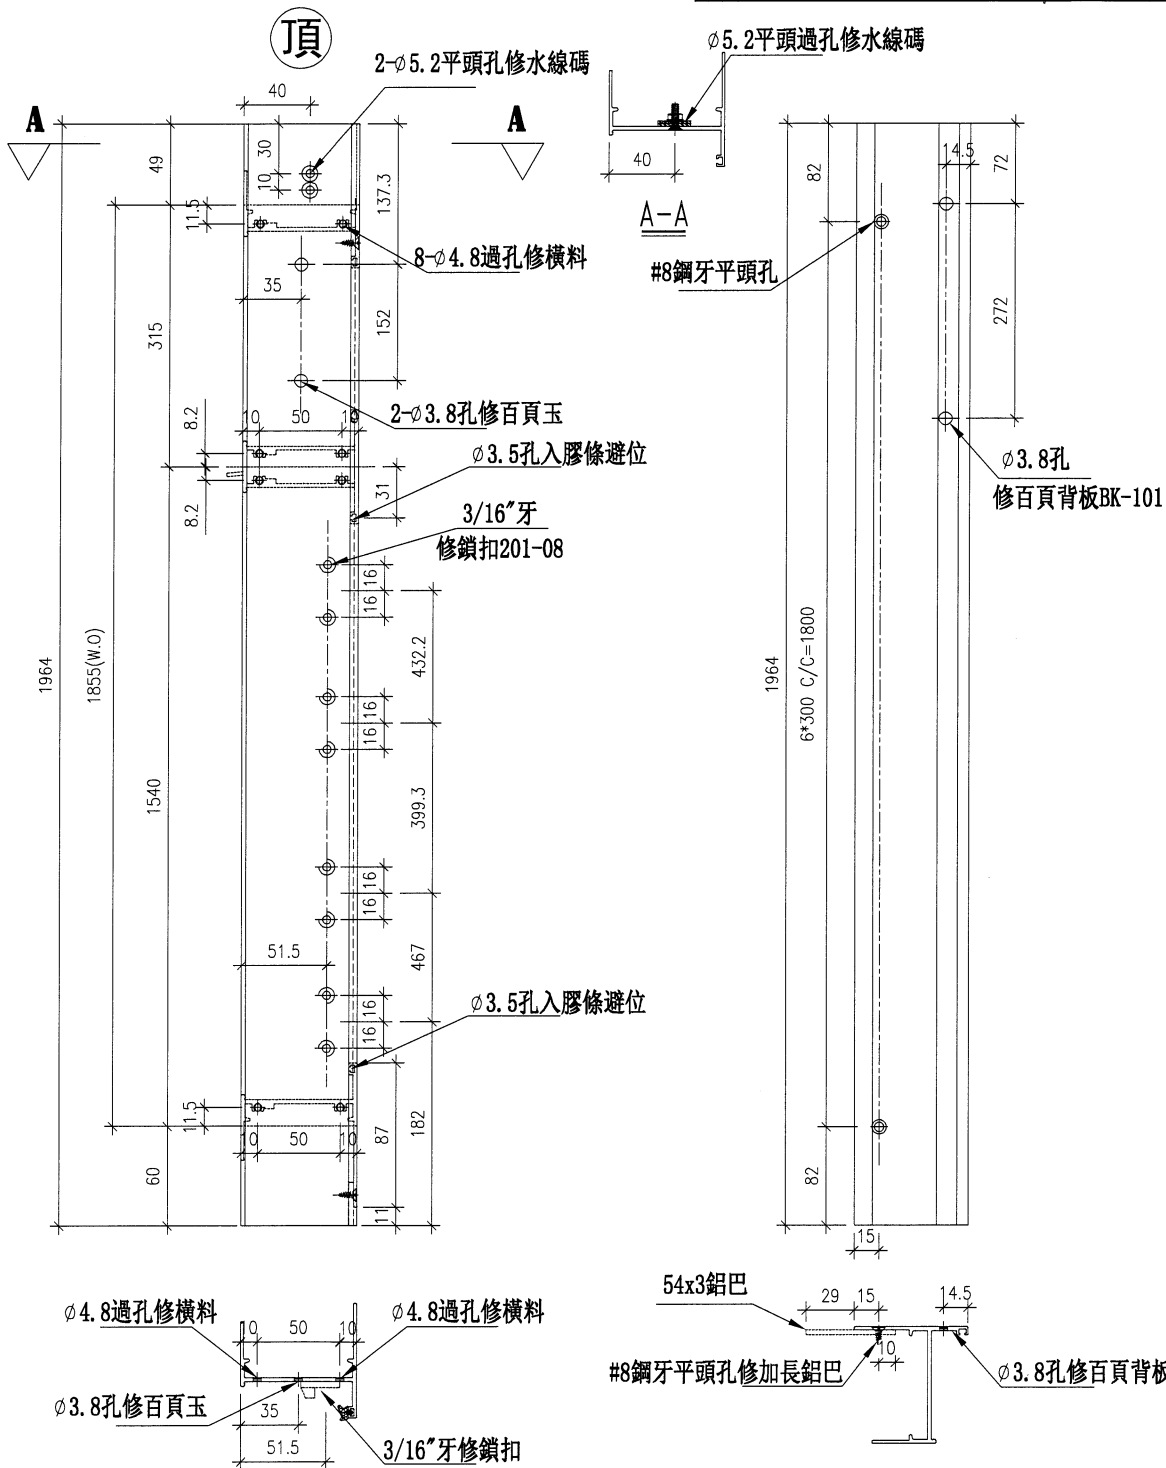 頂
2-∅5.2平頭孔修水線碼
∅5.2平頭過孔修水線碼
40
A
A
49
30
10
137.3
11.5
8-∅4.8過孔修橫料
35
152
315
2-∅3.8孔修百頁玉
8.2
10
50
10
∅3.5孔入膠條避位
8.2
31
3/16"牙
修鎖扣201-08
16
16
432.2
1964
1855(W.O)
16
16
1540
399.3
16
16
51.5
467
16
16
∅3.5孔入膠條避位
11.5
10
50
10
87
182
60
11
40
A-A
82
14.5
72
#8鋼牙平頭孔
272
∅3.8孔
修百頁背板BK-101
1964
6*300 C/C=1800
82
15
∅4.8過孔修橫料
∅4.8過孔修橫料
10
50
10
∅3.8孔修百頁玉
35
51.5
3/16"牙修鎖扣
54x3鋁巴
29
15
14.5
10
#8鋼牙平頭孔修加長鋁巴
∅3.8孔修百頁背板